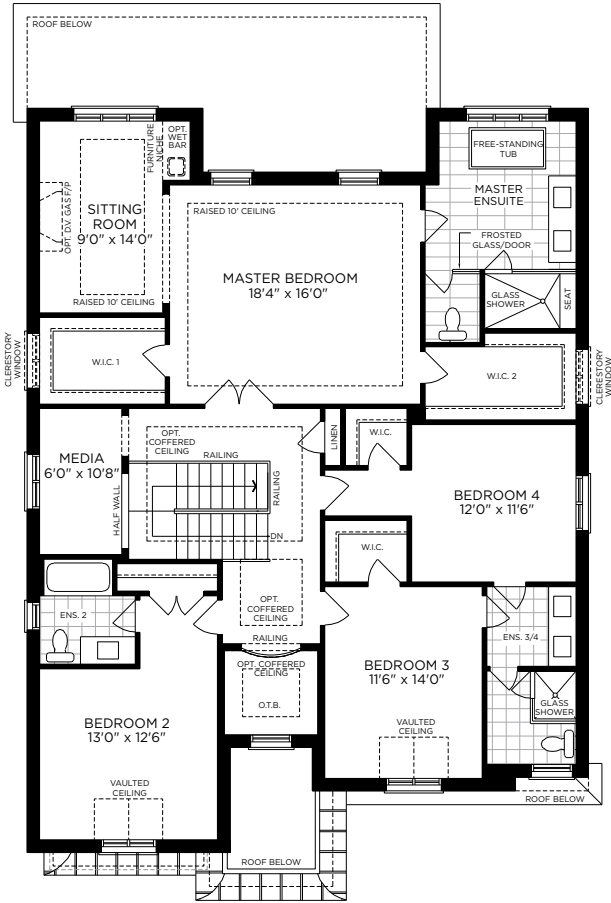 ROOF BELOW
OPT.
WET
BAR
FURNITURE
NICHE
FREE-STANDING
TUB
MASTER
ENSUITE
SITTING
ROOM
9'0" x 14'0"
OPT. D.V. GAS F/P
RAISED 10' CEILING
FROSTED
GLASS/DOOR
MASTER BEDROOM
18'4" x 16'0"
GLASS
SHOWER
SEAT
RAISED 10' CEILING
CLERESTORY
WINDOW
W.I.C. 1
W.I.C. 2
CLERESTORY
WINDOW
OPT.
COFFERED
CEILING
LINEN
W.I.C.
RAILING
MEDIA
6'0" x 10'8"
RAILING
HALF WALL
BEDROOM 4
12'0" x 11'6"
DN
W.I.C.
OPT.
COFFERED
CEILING
ENS. 2
RAILING
ENS. 3/4
OPT. COFFERED
CEILING
BEDROOM 3
11'6" x 14'0"
O.T.B.
GLASS
SHOWER
BEDROOM 2
13'0" x 12'6"
VAULTED
CEILING
VAULTED
CEILING
ROOF BELOW
ROOF BELOW